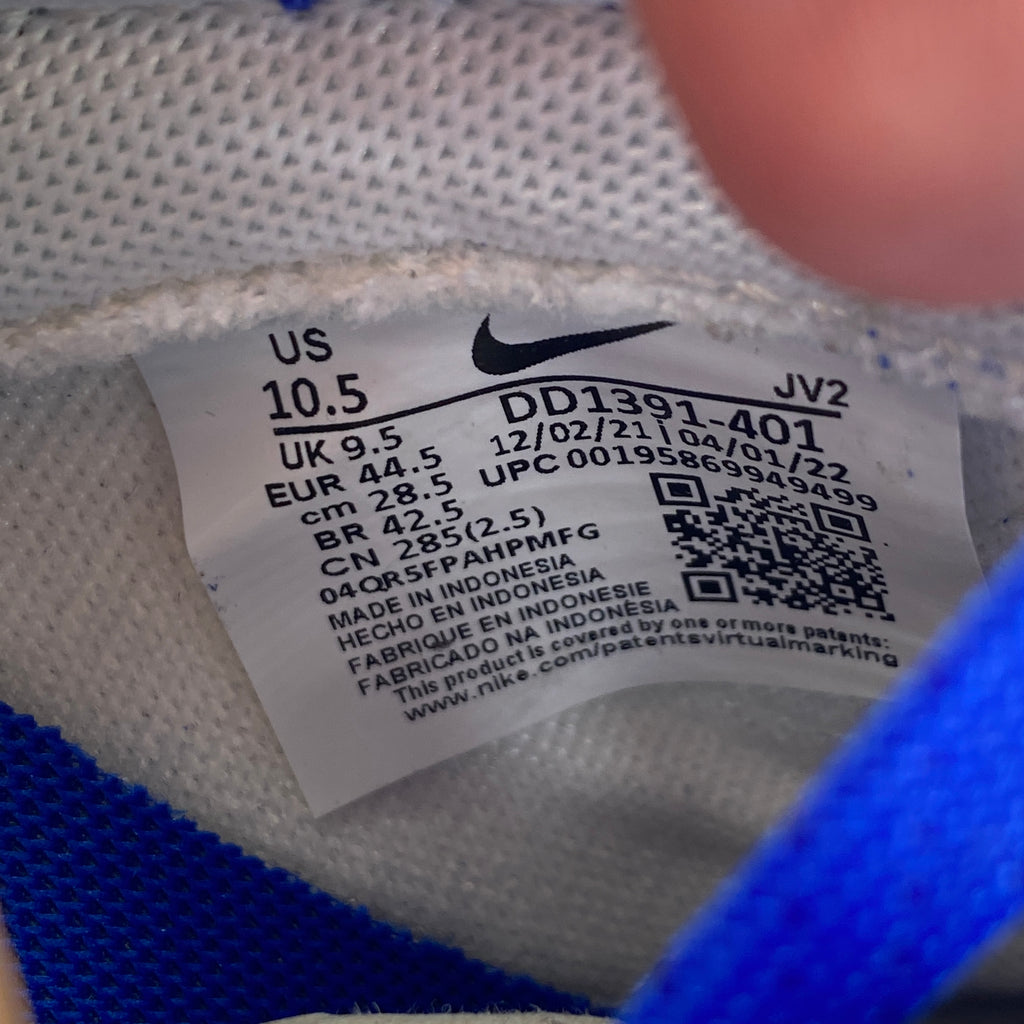 US
10.5
JV2
UK 9.5
EUR 44.5
cm 28.5
BR 42.5
CN 285(2.5)
DD1391-401
12/02/21 | 04/01/22
UPC 00195869949499
04QR5FPAHPMFG
MADE IN INDONESIA
HECHO EN INDONESIA
FABRIQUE EN INDONESIE
FABRICADO NA INDONÈSIA
This product is covered by one or more patents:
www.nike.com/patentsvirtualmarking